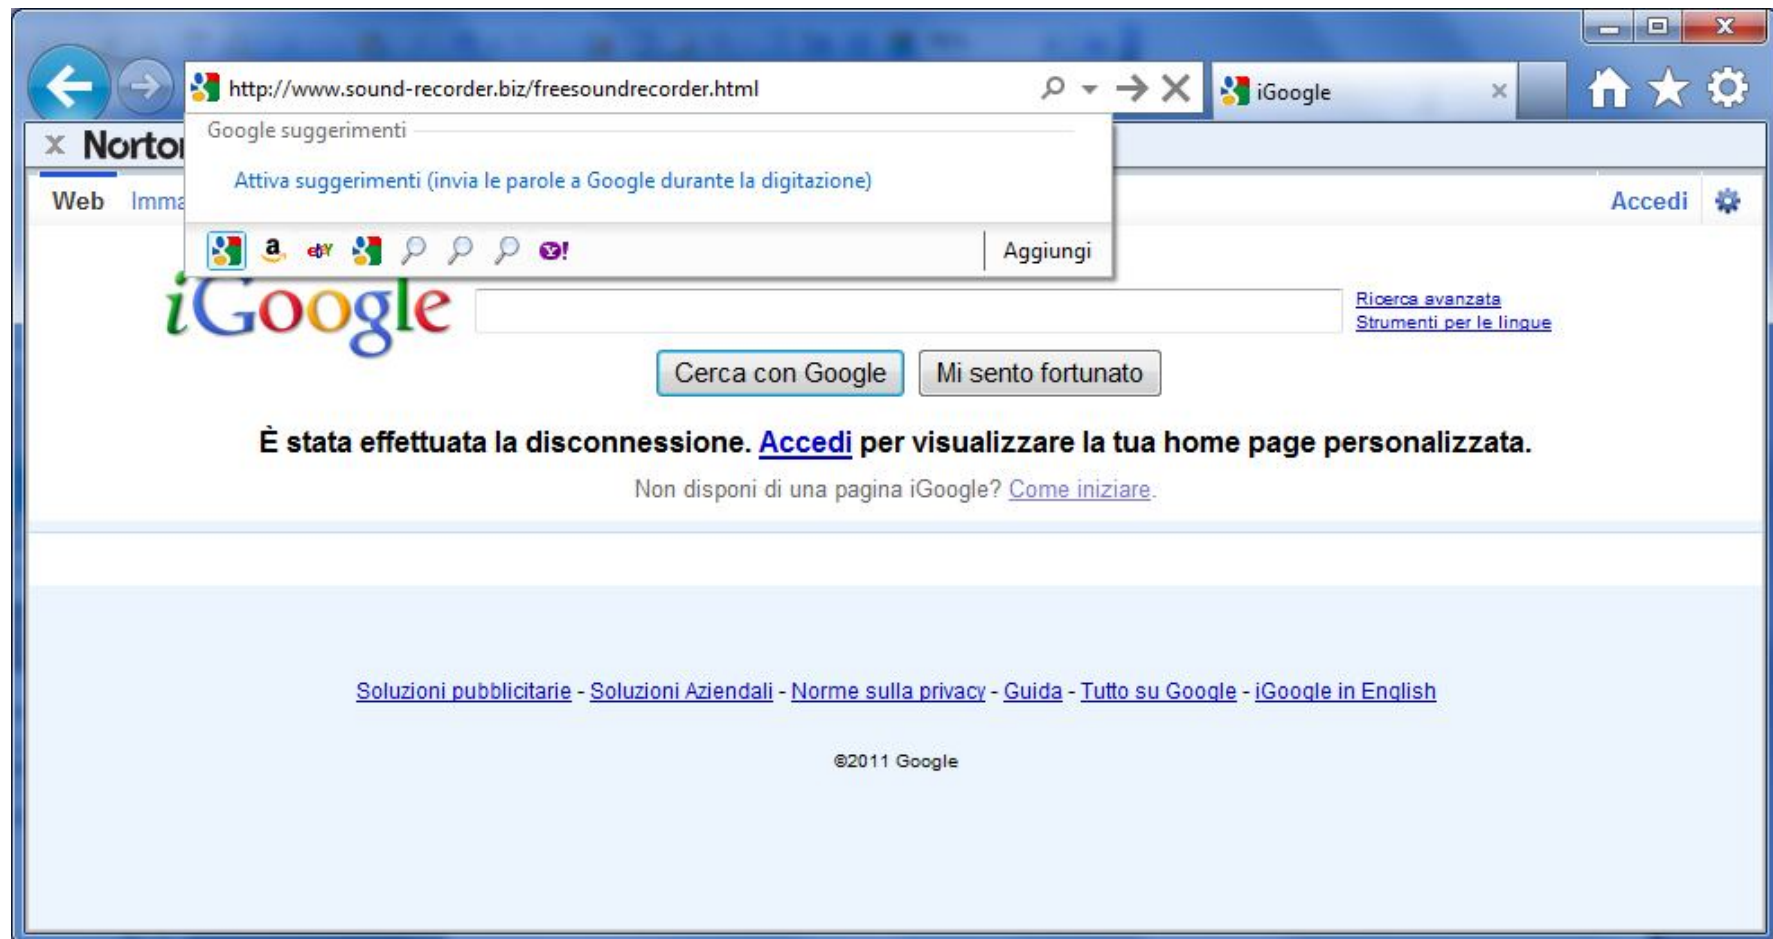 http://www.sound-recorder.biz/freesoundrecorder.html
iGoogle
Google suggerimenti
Norto
Attiva suggerimenti (invia le parole a Google durante la digitazione)
Web Imma Accedi
Aggiungi
iGoogle
Ricerca avanzata
Strumenti per le lingue
Cerca con Google Mi sento fortunato
È stata effettuata la disconnessione. Accedi per visualizzare la tua home page personalizzata.
Non disponi di una pagina iGoogle? Come iniziare.
Soluzioni pubblicitarie - Soluzioni Aziendali - Norme sulla privacy - Guida - Tutto su Google - iGoogle in English
©2011 Google